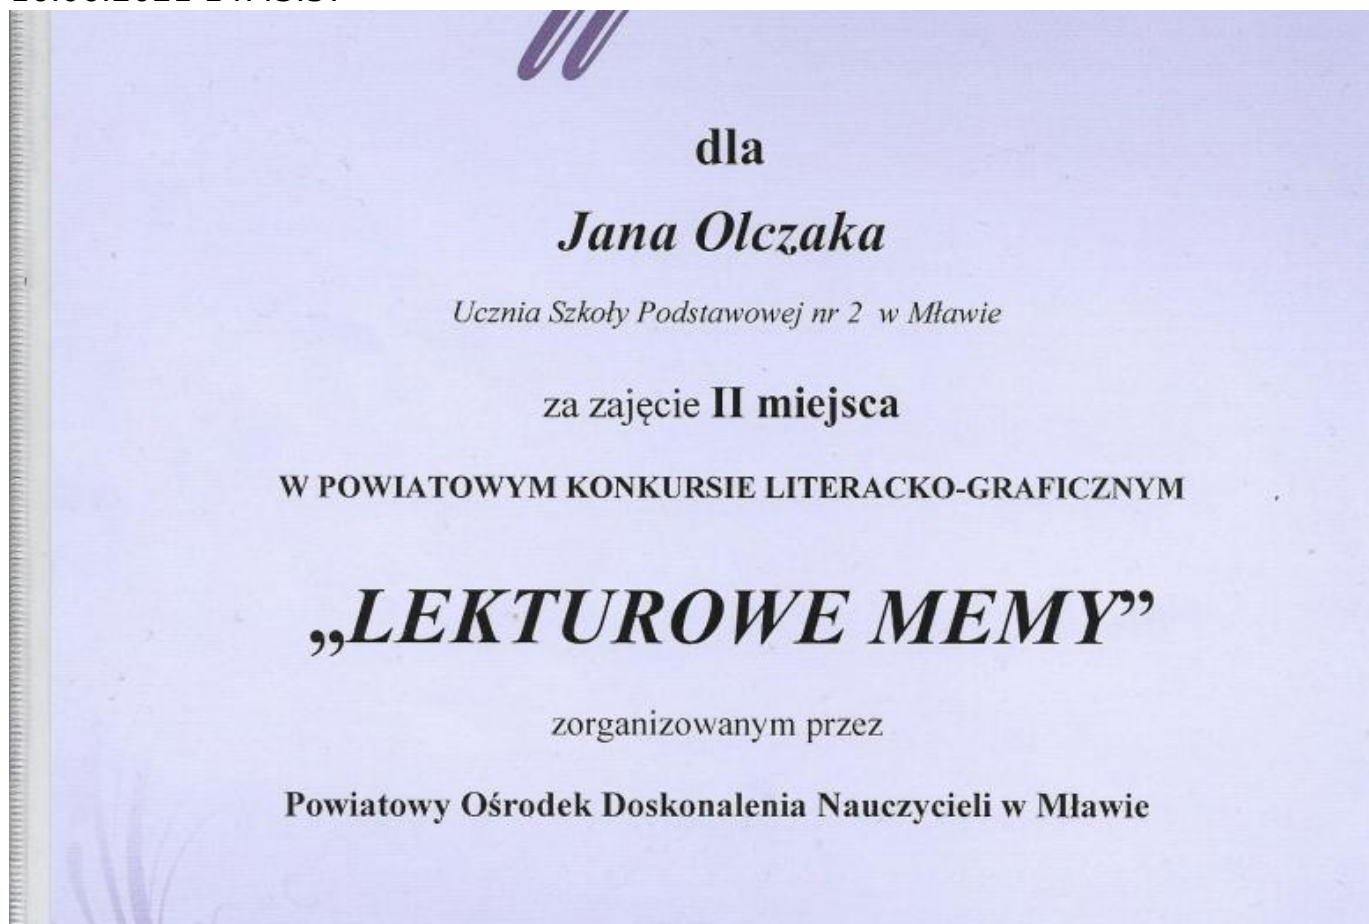 dla
Jana Olczaka
Ucznia Szkoły Podstawowej nr 2 w Mławie
za zajęcie II miejsca
W POWIATOWYM KONKURSIE LITERACKO-GRAFICZNYM
„LEKTUROWE MEMY”
zorganizowanym przez
Powiatowy Ośrodek Doskonalenia Nauczycieli w Mławie